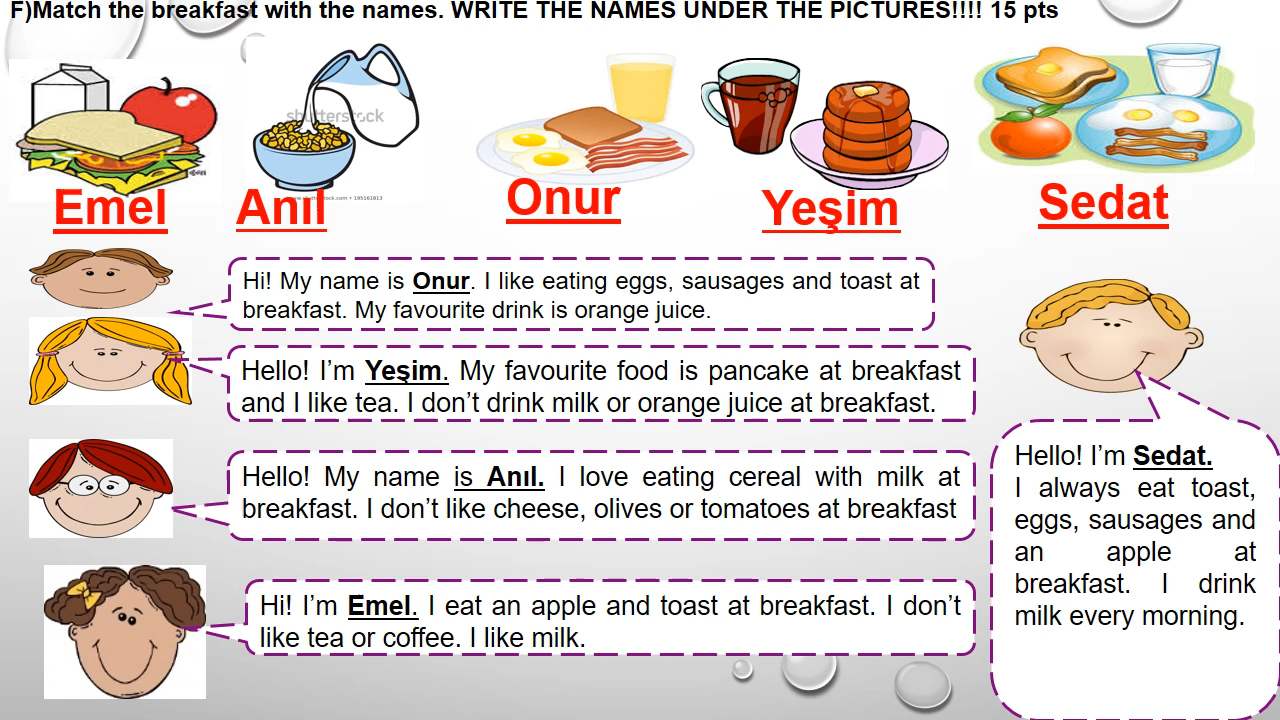 F)Match the breakfast with the names. WRITE THE NAMES UNDER THE PICTURES!!!! 15 pts
shutterstock
www.shutterstock.com • 195161813
Emel
Anıl
Onur
Yeşim
Sedat
Hi! My name is Onur. I like eating eggs, sausages and toast at
breakfast. My favourite drink is orange juice.
Hello! I’m Yeşim. My favourite food is pancake at breakfast
and I like tea. I don’t drink milk or orange juice at breakfast.
Hello! My name is Anıl. I love eating cereal with milk at
breakfast. I don’t like cheese, olives or tomatoes at breakfast
Hi! I’m Emel. I eat an apple and toast at breakfast. I don’t
like tea or coffee. I like milk.
Hello! I’m Sedat.
I always eat toast,
eggs, sausages and
an apple at
breakfast. I drink
milk every morning.